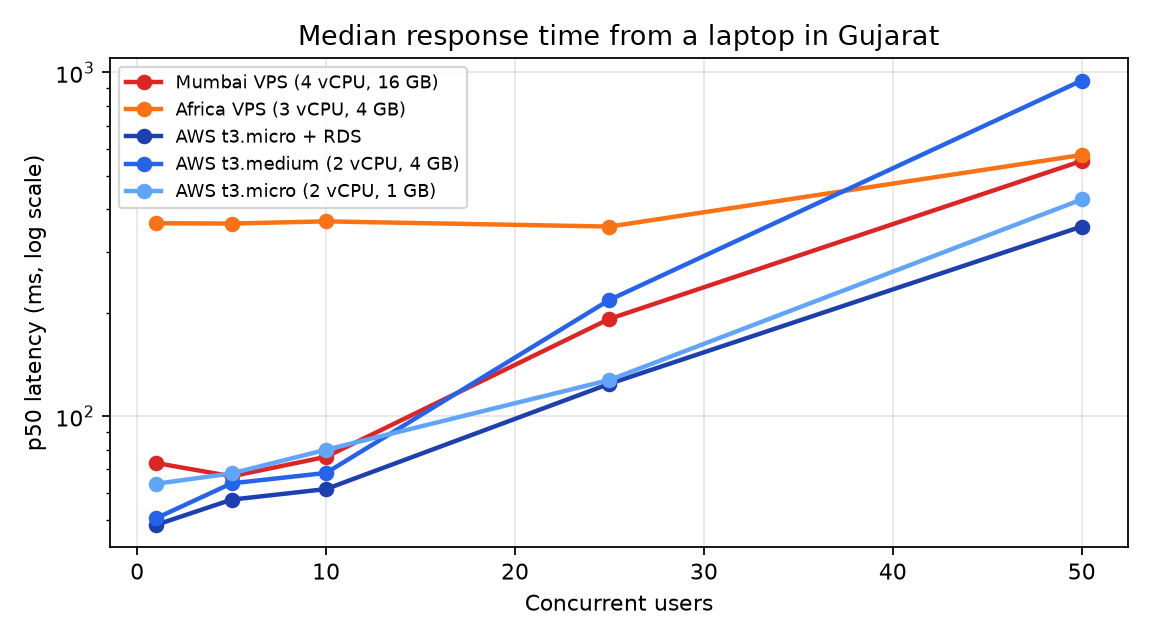 Median response time from a laptop in Gujarat
10³
Mumbai VPS (4 vCPU, 16 GB)
Africa VPS (3 vCPU, 4 GB)
AWS t3.micro + RDS
AWS t3.medium (2 vCPU, 4 GB)
AWS t3.micro (2 vCPU, 1 GB)
p50 latency (ms, log scale)
10²
0 10 20 30 40 50
Concurrent users